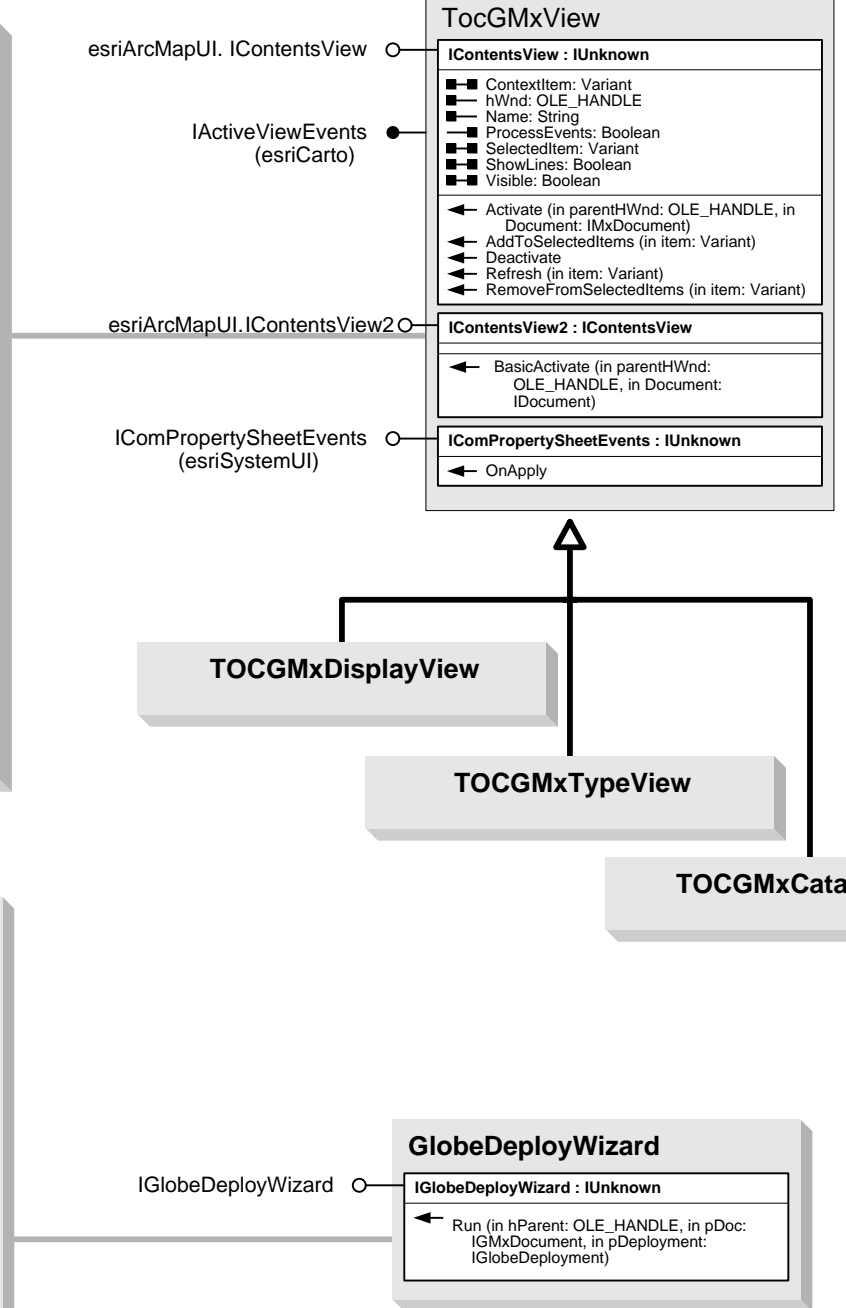 TocGMxView
esriArcMapUI. IContentsView
IContentsView : IUnknown
ContextItem: Variant
hWnd: OLE_HANDLE
Name: String
ProcessEvents: Boolean
SelectedItem: Variant
ShowLines: Boolean
Visible: Boolean
IActiveViewEvents
(esriCarto)
Activate (in parentHWnd: OLE_HANDLE, in
Document: IMxDocument)
AddToSelectedItems (in item: Variant)
Deactivate
Refresh (in item: Variant)
RemoveFromSelectedItems (in item: Variant)
esriArcMapUI.IContentsView2
IContentsView2 : IContentsView
BasicActivate (in parentHWnd:
OLE_HANDLE, in Document:
IDocument)
IComPropertySheetEvents
(esriSystemUI)
IComPropertySheetEvents : IUnknown
OnApply
TOCGMxDisplayView
TOCGMxTypeView
TOCGMxCata
GlobeDeployWizard
IGlobeDeployWizard
IGlobeDeployWizard : IUnknown
Run (in hParent: OLE_HANDLE, in pDoc:
IGMxDocument, in pDeployment:
IGlobeDeployment)